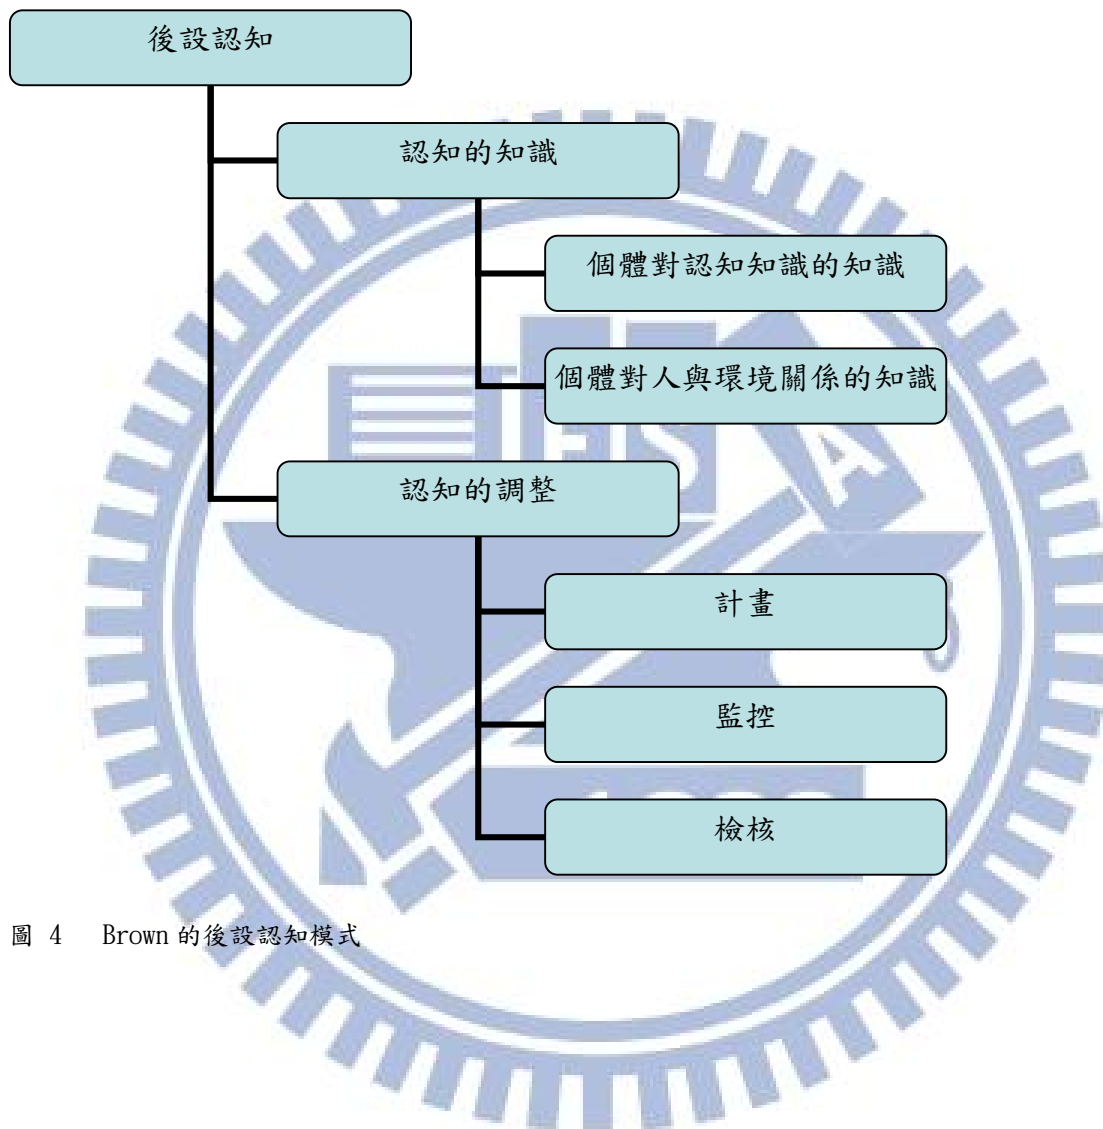 後設認知
認知的知識
個體對認知知識的知識
個體對人與環境關係的知識
認知的調整
計畫
監控
檢核
圖 4 Brown 的後設認知模式